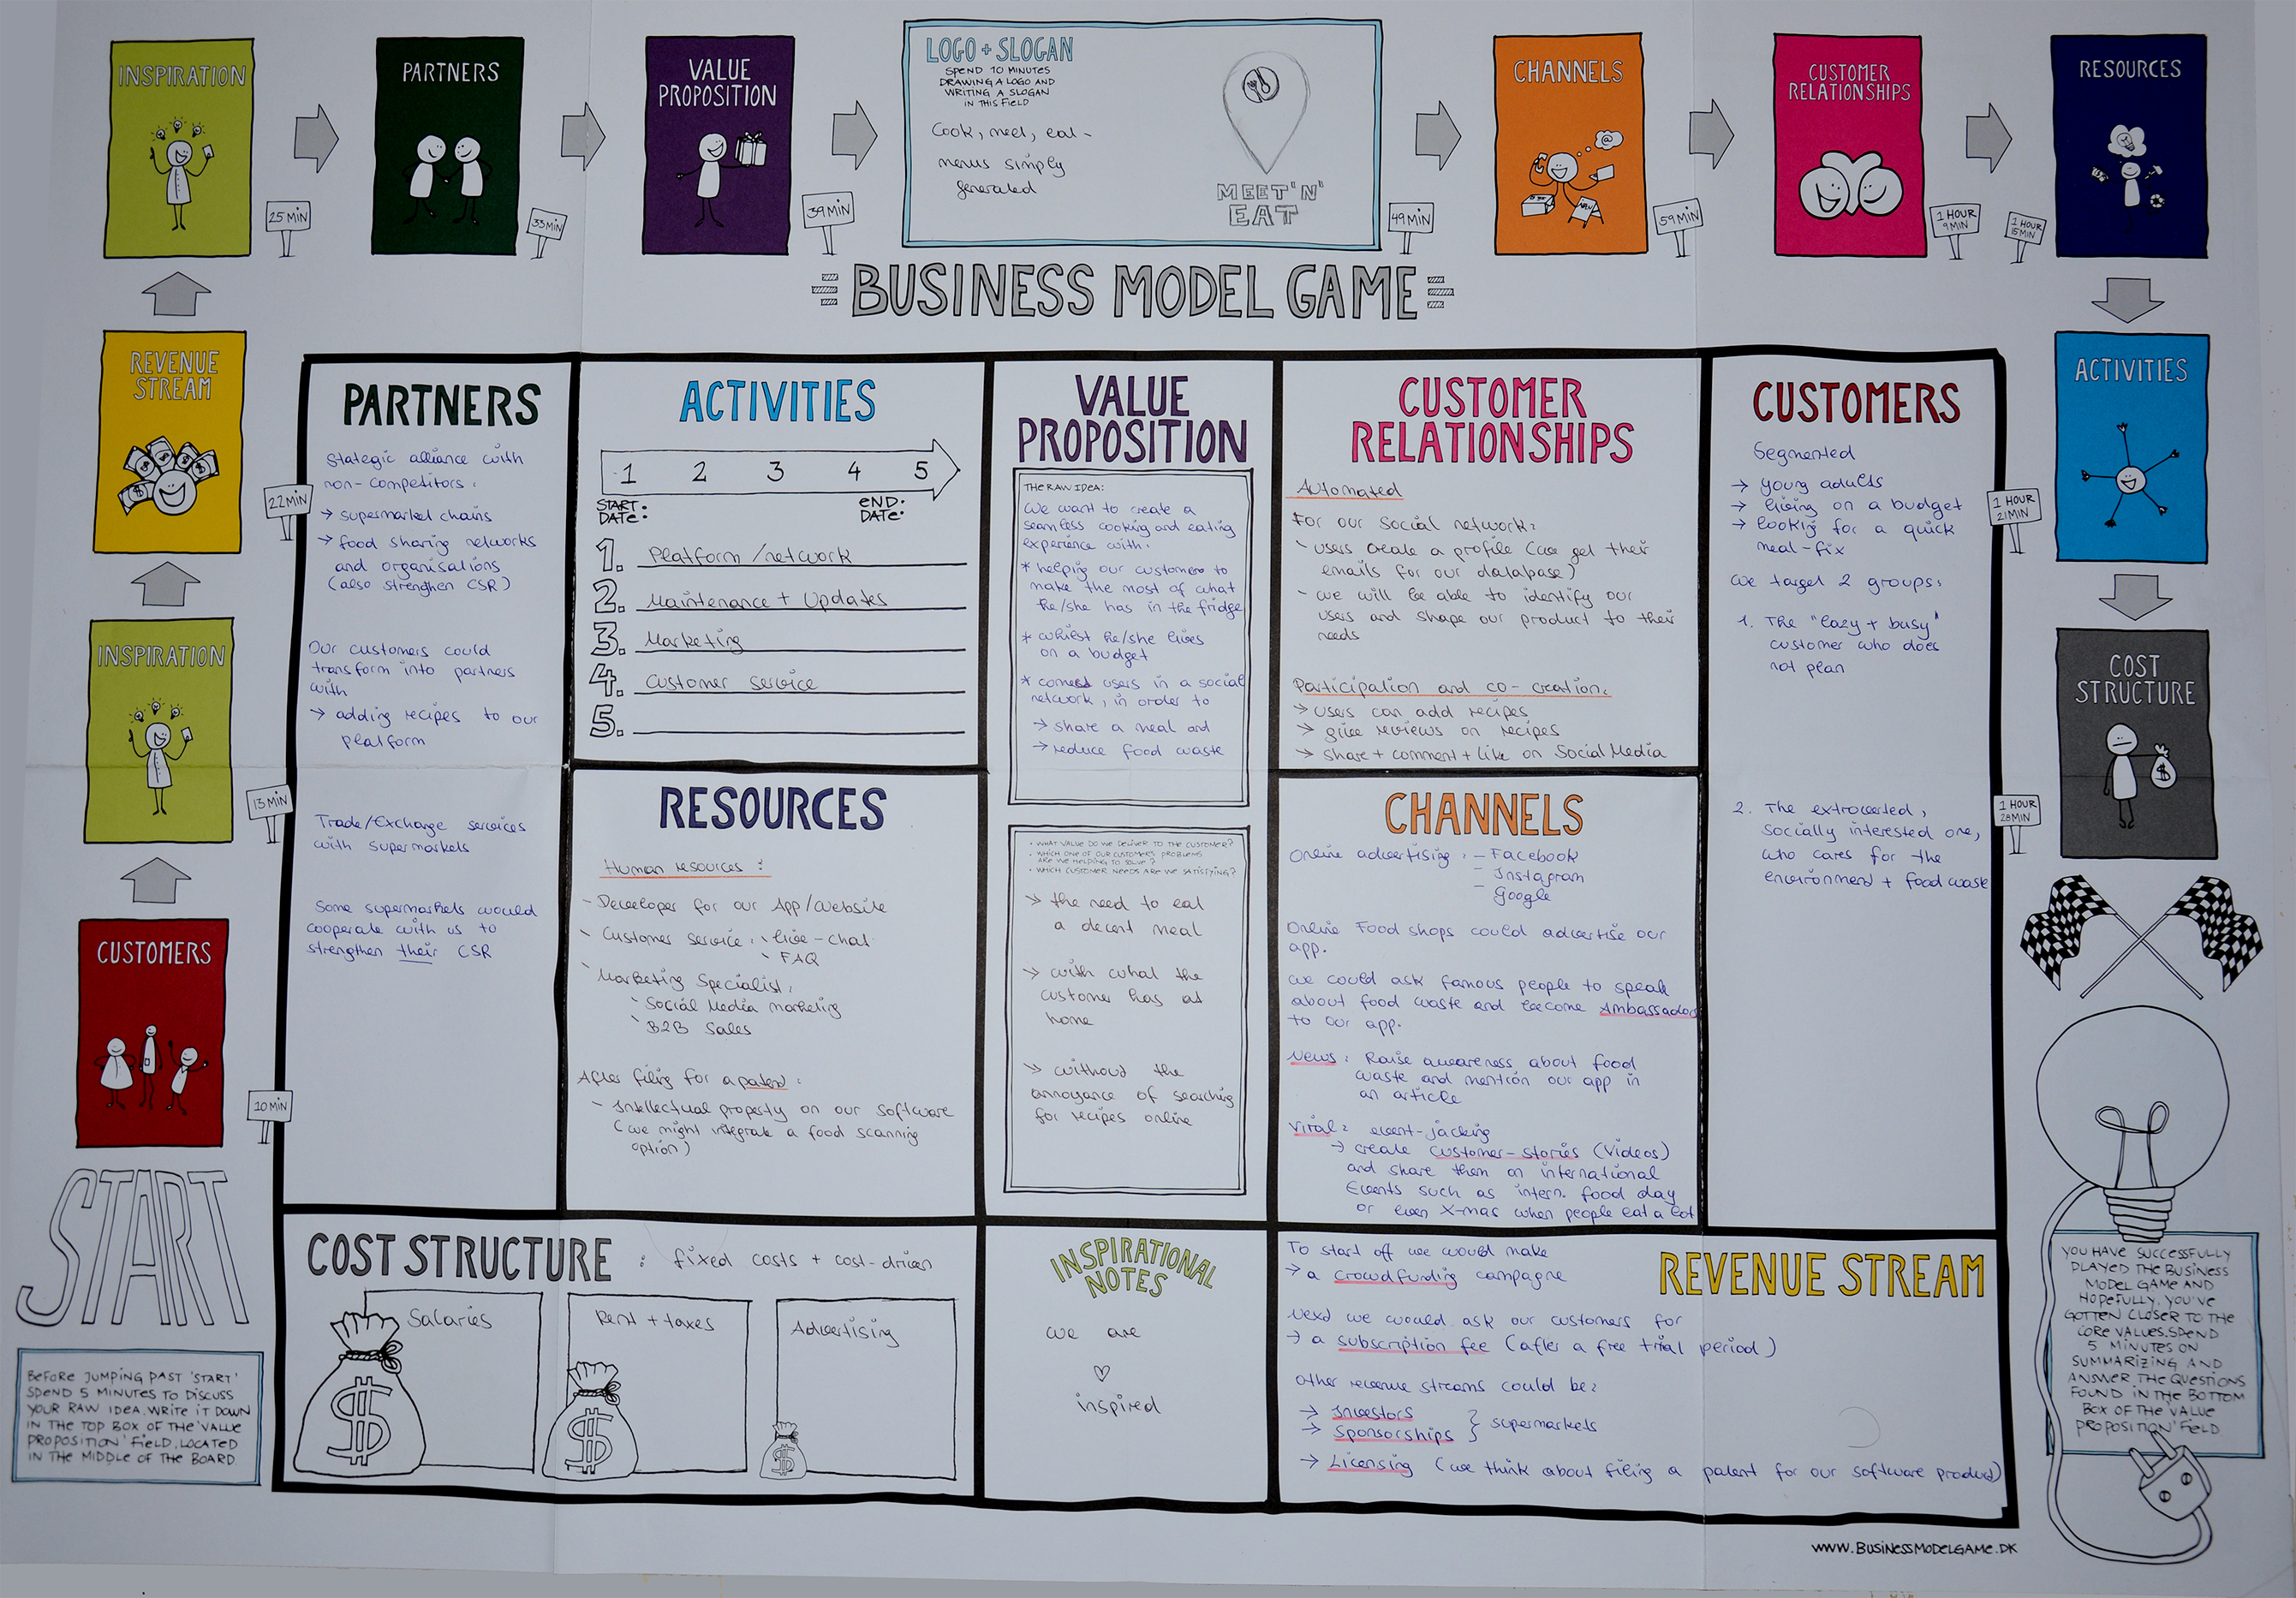 INSPIRATION
PARTNERS
VALUE
PROPOSITION
LOGO + SLOGAN
SPEND 10 MINUTES
DRAWING A LOGO AND
WRITING A SLOGAN
IN THIS FIELD
Cook, meet, eat -
menus simply
generated
MEET'N'
EAT
CHANNELS
CUSTOMER
RELATIONSHIPS
RESOURCES
25 MIN
33 MIN
39 MIN
49 MIN
59 MIN
1 HOUR
9 MIN
1 HOUR
15 MIN
BUSINESS MODEL GAME
REVENUE
STREAM
22 MIN
INSPIRATION
13 MIN
CUSTOMERS
10 MIN
START
BEFORE JUMPING PAST 'START'
SPEND 5 MINUTES TO DISCUSS
YOUR RAW IDEA. WRITE IT DOWN
IN THE TOP BOX OF THE 'VALUE
PROPOSITION' FIELD, LOCATED
IN THE MIDDLE OF THE BOARD.
PARTNERS
Stategic alliance with
non-competitors:
→ supermarket chains
→ food sharing networks
and organisations
(also strengthen CSR)
Our customers could
transform into partners
with
→ adding recipes to our
platform
Trade/Exchange services
with supermarkets
Some supermarkets would
cooperate with us to
strengthen their CSR
ACTIVITIES
1 2 3 4 5
START DATE:
END DATE:
1. Platform/network
2. Maintenance + Updates
3. Marketing
4. Customer service
5.
RESOURCES
Human resources:
- Developer for our App/Website
- Customer service: - live-chat
- FAQ
- Marketing Specialist:
- Social Media marketing
- B2B Sales
After filing for a patent:
- Intellectual property on our software
(we might integrate a food scanning
option)
VALUE
PROPOSITION
THE RAW IDEA:
We want to create a
seamless cooking and eating
experience with:
* helping our customers to
make the most of what
he/she has in the fridge
* whilst he/she lives
on a budget
* connect users in a social
network, in order to
→ share a meal and
→ reduce food waste
• WHAT VALUE DO WE DELIVER TO THE CUSTOMER?
• WHICH ONE OF OUR CUSTOMER'S PROBLEMS
ARE WE HELPING TO SOLVE?
• WHICH CUSTOMER NEEDS ARE WE SATISFYING?
→ the need to eat
a decent meal
→ with what the
customer has at
home
→ without the
annoyance of searching
for recipes online
CUSTOMER
RELATIONSHIPS
Automated
For our Social network:
- users create a profile (we get their
emails for our database)
- we will be able to identify our
users and shape our product to their
needs
Participation and co-creation:
→ users can add recipes
→ give reviews on recipes
→ share + comment + like on Social Media
CHANNELS
Online advertising: - Facebook
- Instagram
- Google
Online Food shops could advertise our
app.
We could ask famous people to speak
about food waste and become Ambassadors
to our app.
News: Raise awareness about food
waste and mention our app in
an article
Viral: event-jacking
→ create customer-stories (Videos)
and share them on international
Events such as intern. food day
or even X-mas when people eat a lot
CUSTOMERS
Segmented
→ young adults
→ living on a budget
→ looking for a quick
meal-fix
We target 2 groups:
1. The "lazy + busy"
customer who does
not plan
2. The extroverted,
socially interested one,
who cares for the
environment + food waste
COST STRUCTURE : fixed costs + cost-driven
Salaries
Rent + taxes
Advertising
INSPIRATIONAL
NOTES
we are
inspired
REVENUE STREAM
To start off we would make
→ a crowdfunding campagne
Next we would ask our customers for
→ a subscription fee (after a free trial period)
Other revenue streams could be:
→ Investors
→ Sponsorships } supermarkets
→ Licensing (we think about filing a patent for our software product)
ACTIVITIES
1 HOUR
21 MIN
COST
STRUCTURE
1 HOUR
28 MIN
YOU HAVE SUCCESSFULLY
PLAYED THE BUSINESS
MODEL GAME AND
HOPEFULLY, YOU'VE
GOTTEN CLOSER TO THE
CORE VALUES. SPEND
5 MINUTES ON
SUMMARIZING AND
ANSWER THE QUESTIONS
FOUND IN THE BOTTOM
BOX OF THE 'VALUE
PROPOSITION' FIELD
WWW.BUSINESSMODELGAME.DK